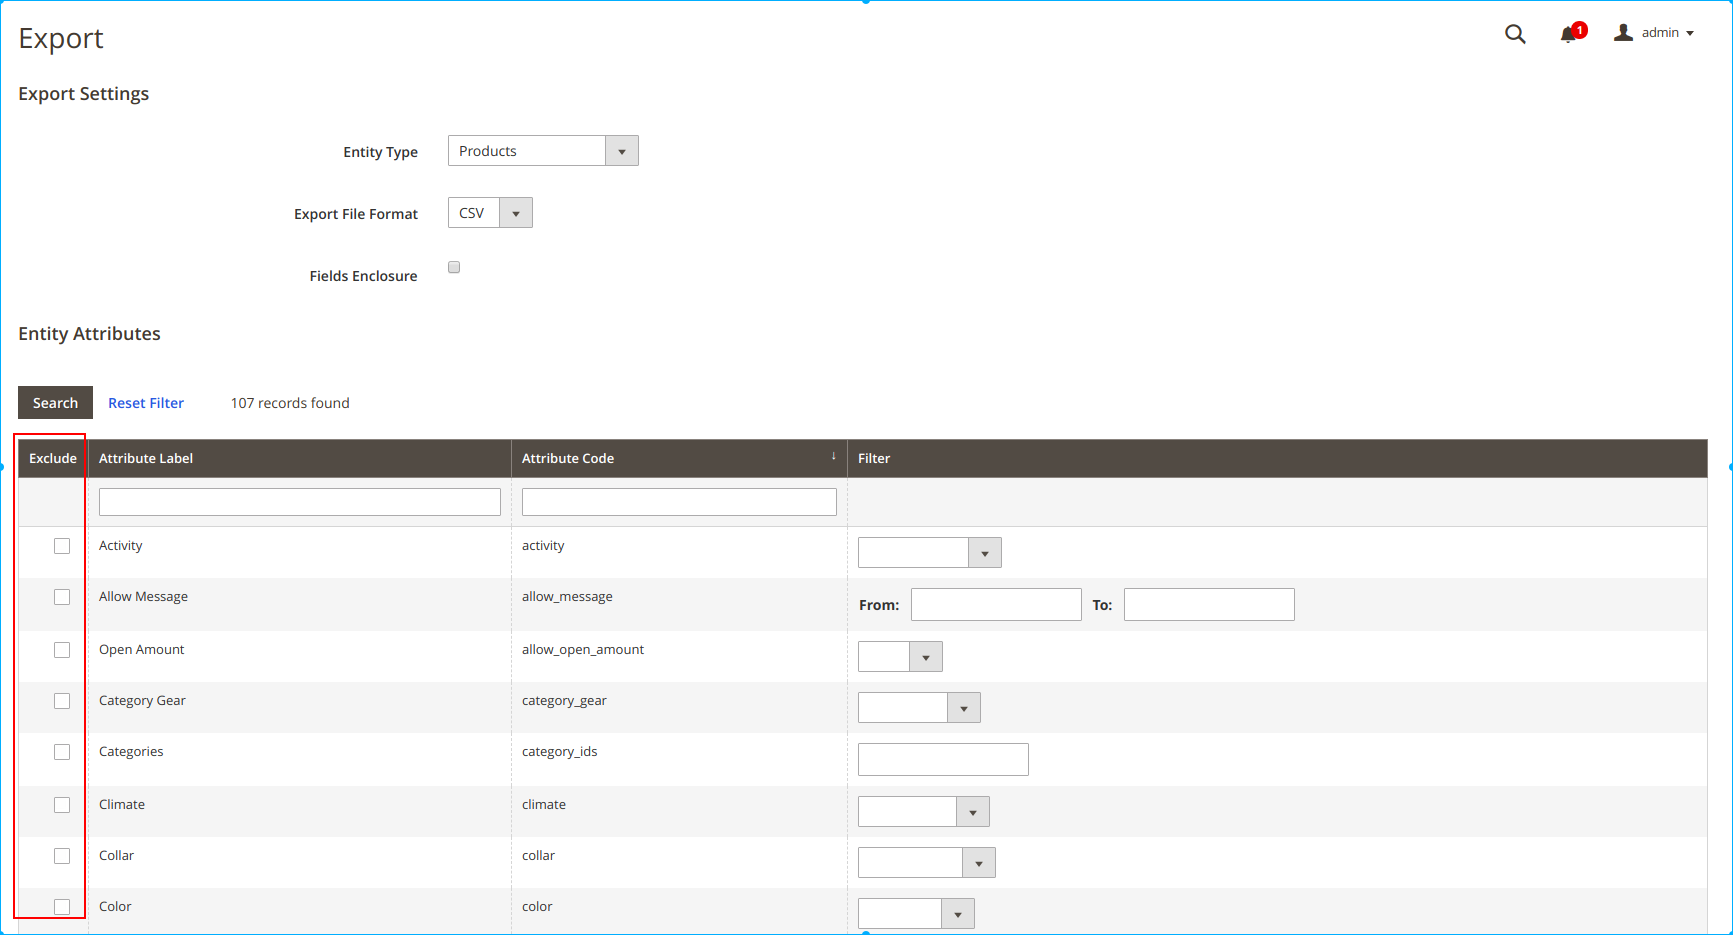 Export
1
admin
Export Settings
Entity Type
Products
Export File Format
CSV
Fields Enclosure
Entity Attributes
Search Reset Filter 107 records found
Exclude Attribute Label Attribute Code ↓ Filter
Activity activity
Allow Message allow_message From: To:
Open Amount allow_open_amount
Category Gear category_gear
Categories category_ids
Climate climate
Collar collar
Color color